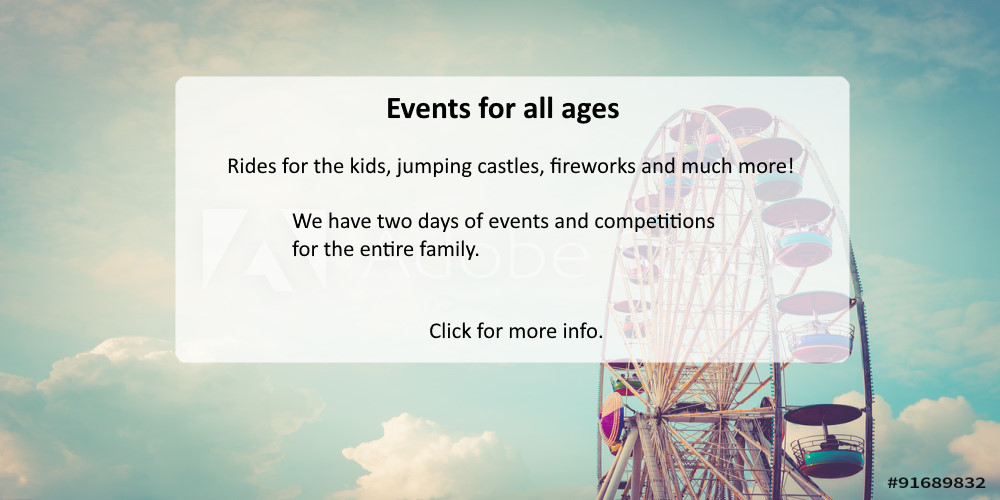 Events for all ages
Rides for the kids, jumping castles, fireworks and much more!
We have two days of events and competitions
for the entire family.
Adobe
Click for more info.
#91689832